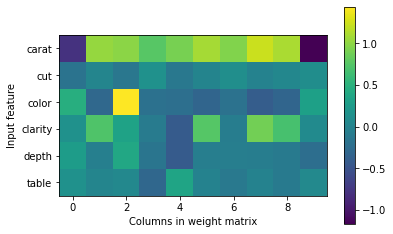 carat
cut
color
clarity
depth
table
Input feature
0 2 4 6 8
Columns in weight matrix
1.0
0.5
0.0
−0.5
−1.0